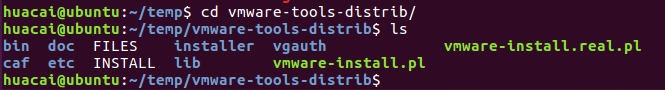 huacai@ubuntu:~/temp$ cd vmware-tools-distrib/
huacai@ubuntu:~/temp/vmware-tools-distrib$ ls
bin  doc  FILES    installer  vgauth             vmware-install.real.pl
caf  etc  INSTALL  lib        vmware-install.pl
huacai@ubuntu:~/temp/vmware-tools-distrib$